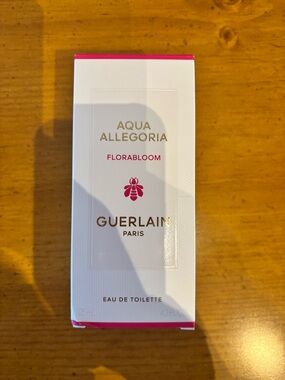 AQUA
ALLEGORIA
FLORABLOOM
GUERLAIN
PARIS
EAU DE TOILETTE